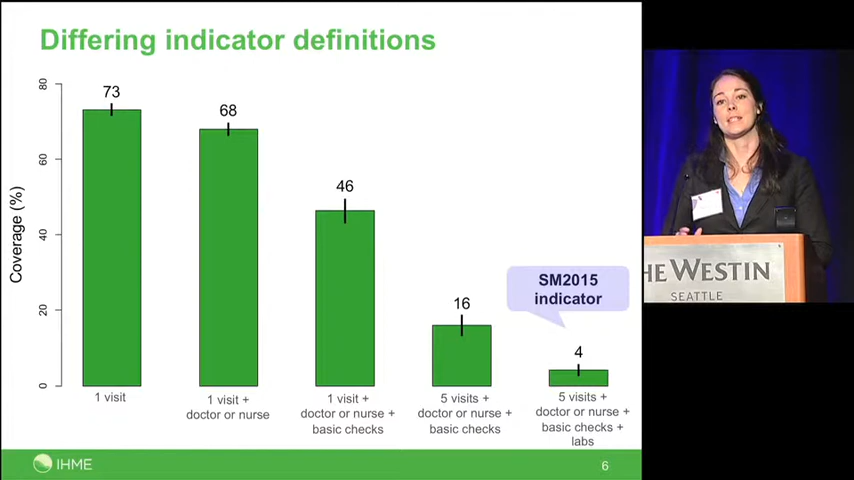 Differing indicator definitions
Coverage (%)
80
60
40
20
0
73
68
46
16
4
SM2015
indicator
1 visit
1 visit +
doctor or nurse
1 visit +
doctor or nurse +
basic checks
5 visits +
doctor or nurse +
basic checks
5 visits +
doctor or nurse +
basic checks +
labs
IHME
6
HE WESTIN
SEATTLE